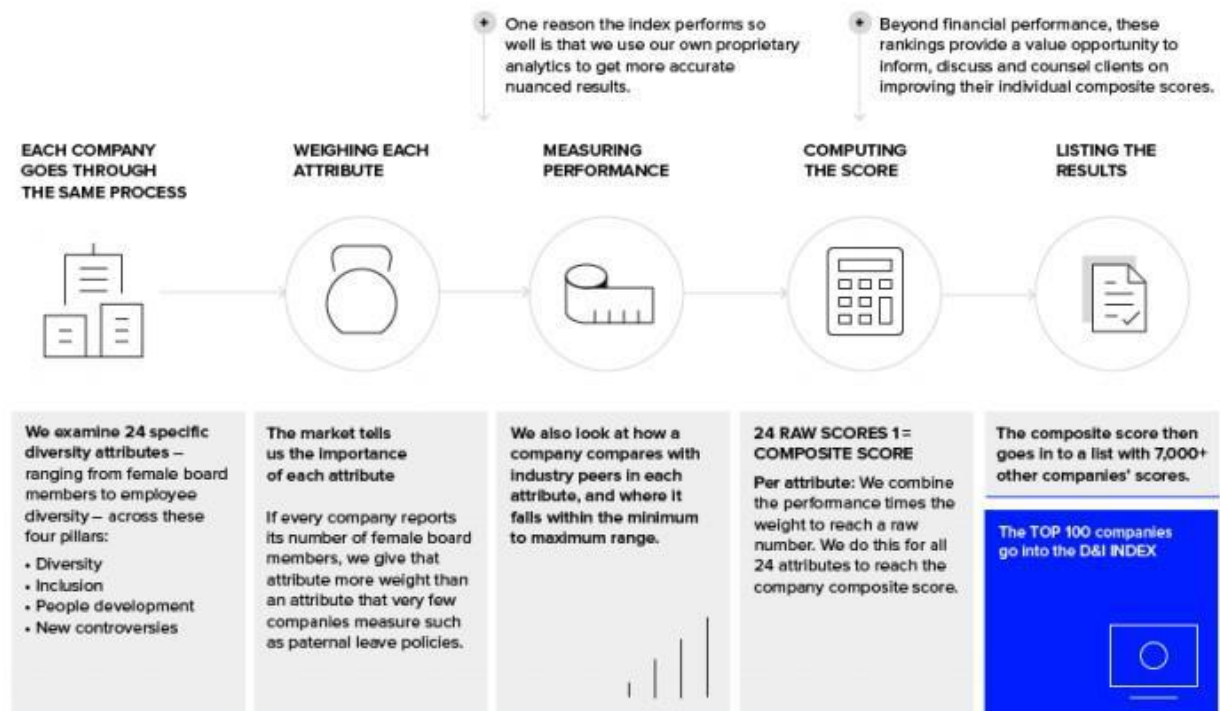 One reason the index performs so
well is that we use our own proprietary
analytics to get more accurate
nuanced results.
Beyond financial performance, these
rankings provide a value opportunity to
inform, discuss and counsel clients on
improving their individual composite scores.
EACH COMPANY
GOES THROUGH
THE SAME PROCESS
WEIGHING EACH
ATTRIBUTE
MEASURING
PERFORMANCE
COMPUTING
THE SCORE
LISTING THE
RESULTS
We examine 24 specific
diversity attributes –
ranging from female board
members to employee
diversity – across these
four pillars:
• Diversity
• Inclusion
• People development
• New controversies
The market tells
us the importance
of each attribute
If every company reports
its number of female board
members, we give that
attribute more weight than
an attribute that very few
companies measure such
as paternal leave policies.
We also look at how a
company compares with
industry peers in each
attribute, and where it
falls within the minimum
to maximum range.
24 RAW SCORES 1 =
COMPOSITE SCORE
Per attribute: We combine
the performance times the
weight to reach a raw
number. We do this for all
24 attributes to reach the
company composite score.
The composite score then
goes in to a list with 7,000+
other companies' scores.
The TOP 100 companies
go into the D&I INDEX